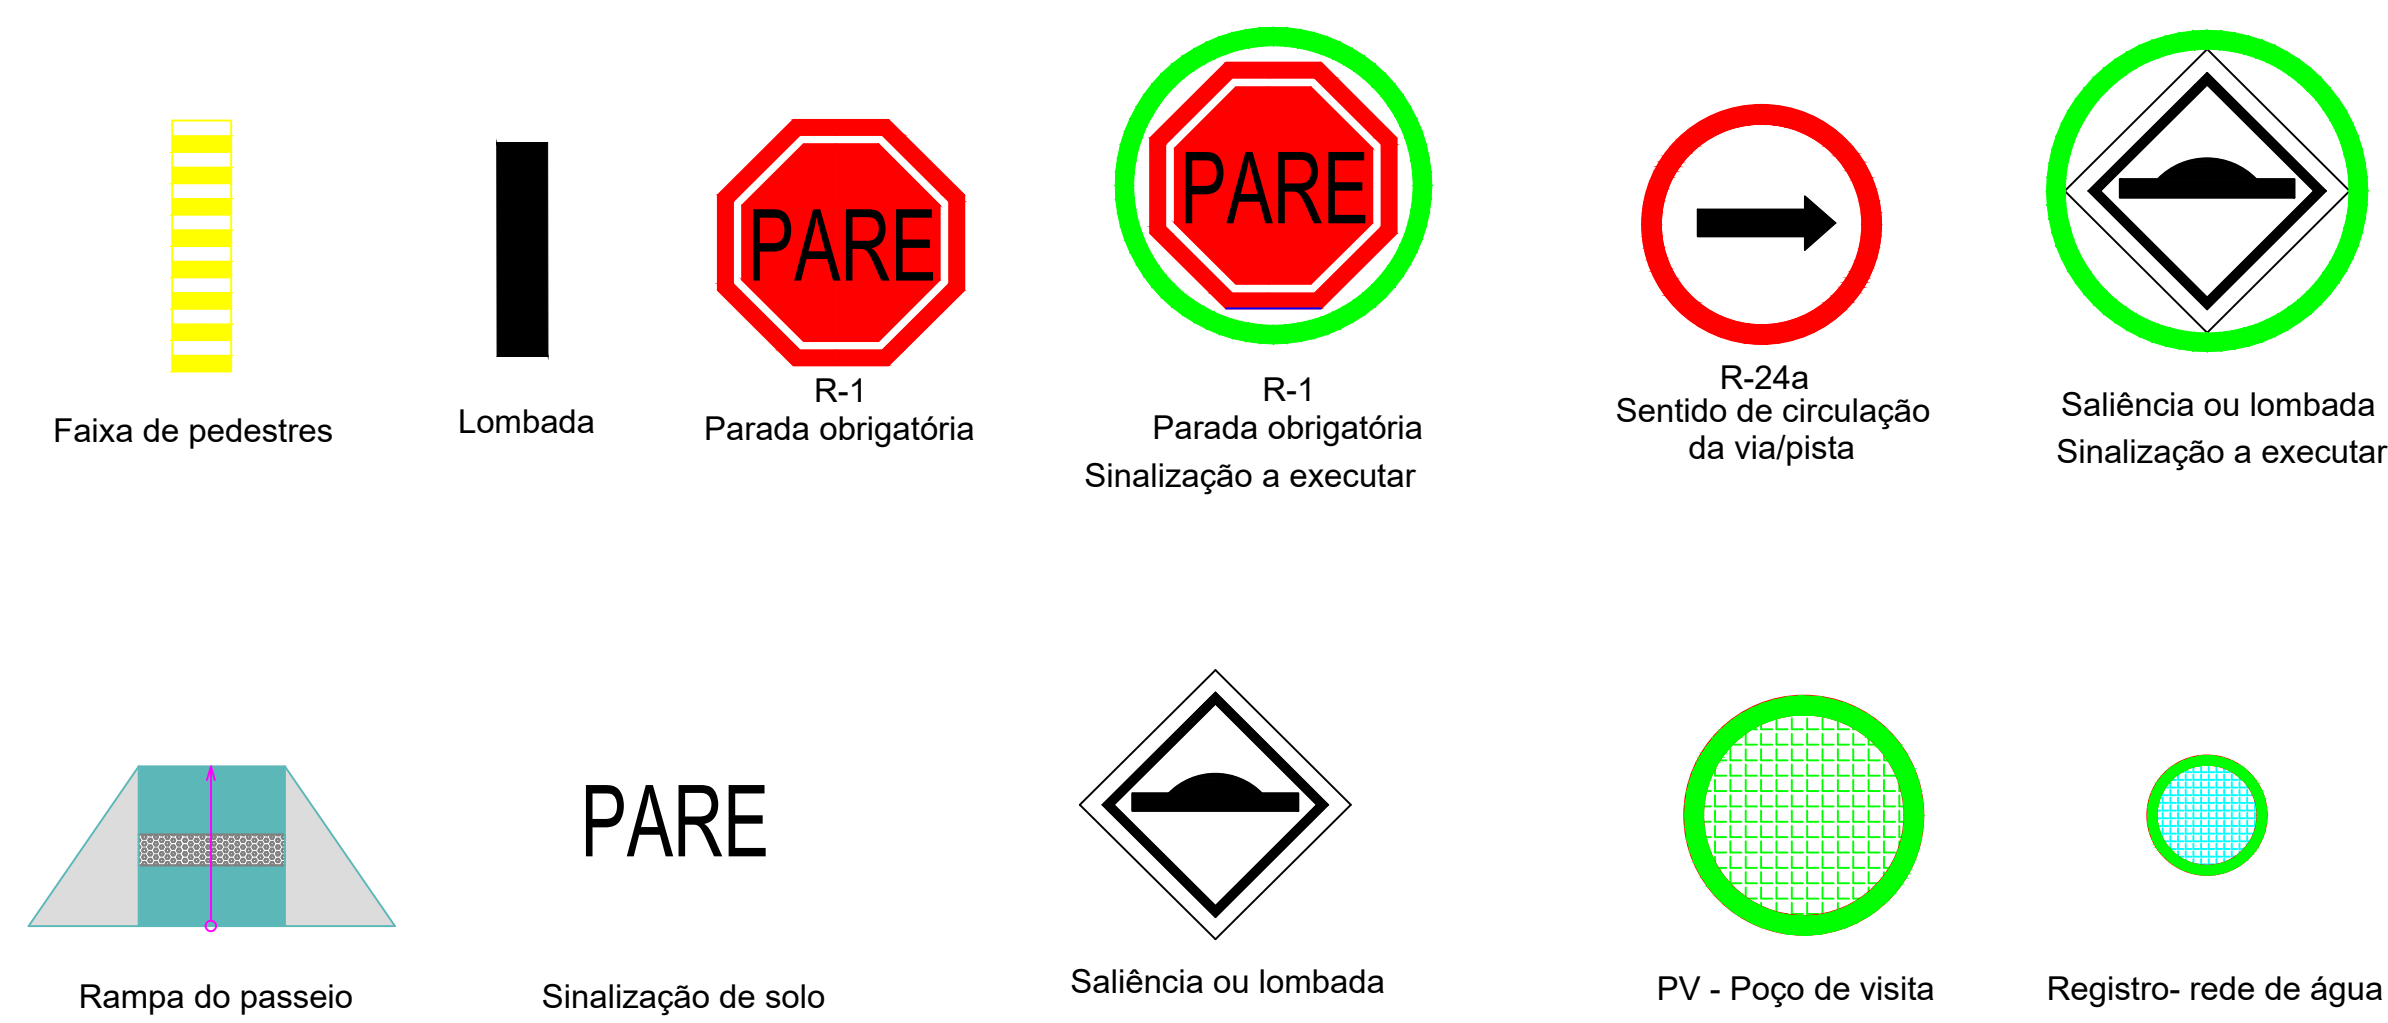 Faixa de pedestres
Lombada
PARE
R-1
Parada obrigatória
PARE
R-1
Parada obrigatória
Sinalização a executar
R-24a
Sentido de circulação
da via/pista
Saliência ou lombada
Sinalização a executar
Rampa do passeio
PARE
Sinalização de solo
Saliência ou lombada
PV - Poço de visita
Registro- rede de água